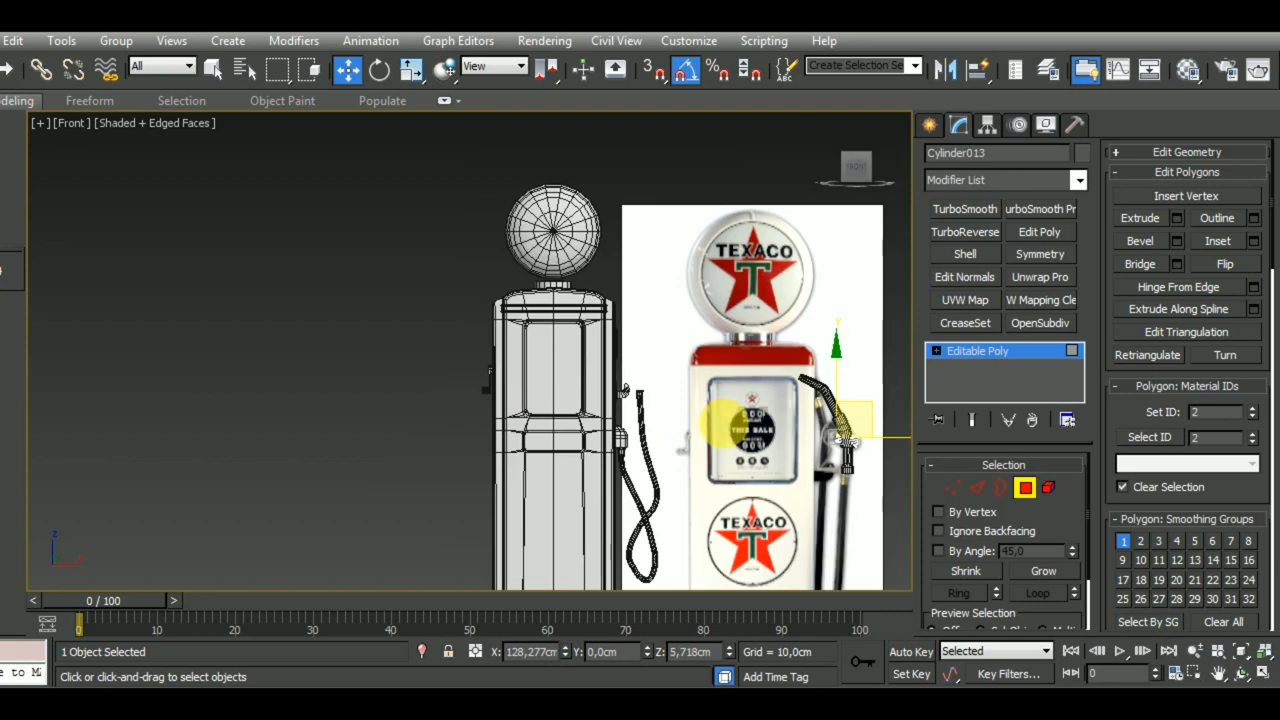 Edit Tools Group Views Create Modifiers Animation Graph Editors Rendering Civil View Customize Scripting Help
All View 3 % ABC Create Selection Se
deling Freeform Selection Object Paint Populate
[+] [Front ] [Shaded + Edged Faces ]
FRONT
TEXACO
T
THIS SALE
TEXACO
T
z
Cylinder013
Modifier List
TurboSmooth urboSmooth Pr
TurboReverse Edit Poly
Shell Symmetry
Edit Normals Unwrap Pro
UVW Map W Mapping Cle
CreaseSet OpenSubdiv
+ Editable Poly
- Selection
By Vertex
Ignore Backfacing
By Angle: 45,0
Shrink Grow
Ring Loop
Preview Selection
+ Edit Geometry
- Edit Polygons
Insert Vertex
Extrude Outline
Bevel Inset
Bridge Flip
Hinge From Edge
Extrude Along Spline
Edit Triangulation
Retriangulate Turn
- Polygon: Material IDs
Set ID: 2
Select ID 2
Clear Selection
- Polygon: Smoothing Groups
1 2 3 4 5 6 7 8
9 10 11 12 13 14 15 16
17 18 19 20 21 22 23 24
25 26 27 28 29 30 31 32
Select By SG Clear All
< 0 / 100 >
0 10 20 30 40 50 60 70 80 90 100
1 Object Selected X: 128,277cm Y: 0,0cm Z: 5,718cm Grid = 10,0cm Auto Key Selected
e to Mi Click or click-and-drag to select objects Add Time Tag Set Key Key Filters... 0